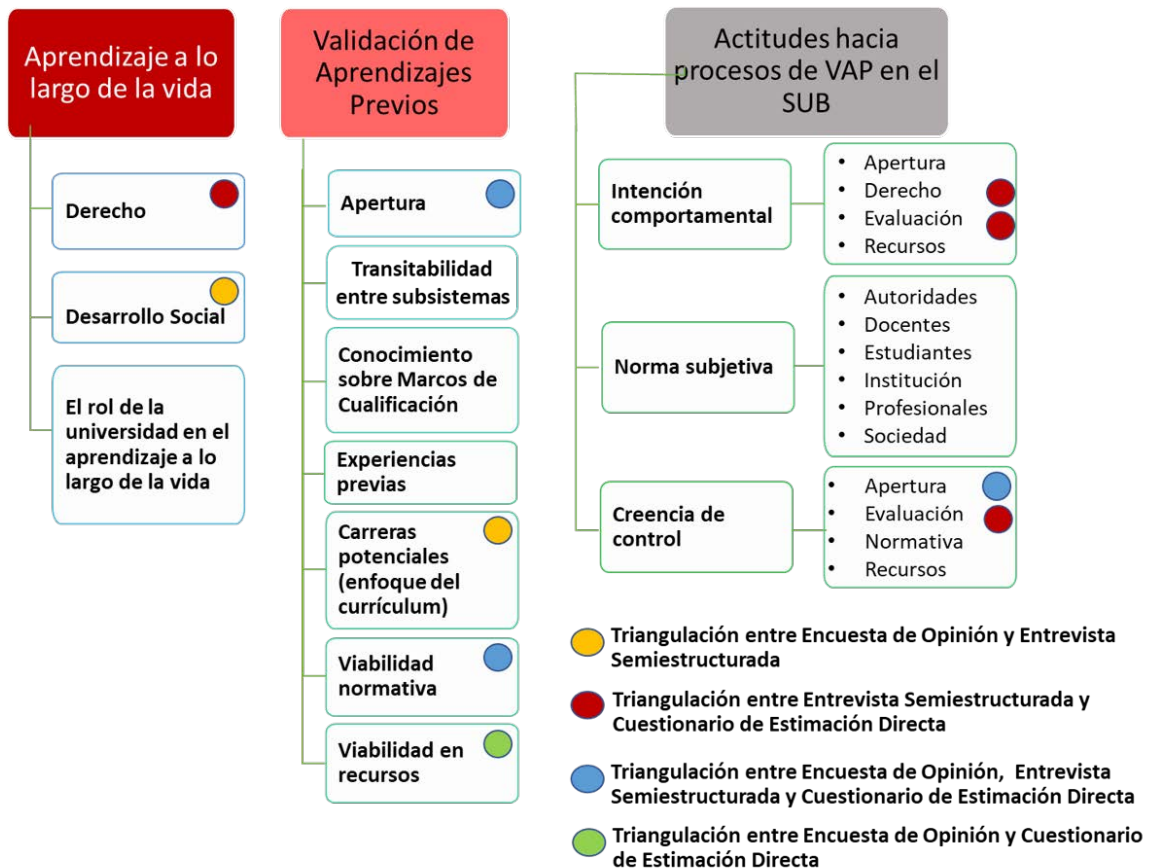 Aprendizaje a lo
largo de la vida
Derecho
Desarrollo Social
El rol de la
universidad en el
aprendizaje a lo
largo de la vida
Validación de
Aprendizajes
Previos
Apertura
Transitabilidad
entre subsistemas
Conocimiento
sobre Marcos de
Cualificación
Experiencias
previas
Carreras
potenciales
(enfoque del
currículum)
Viabilidad
normativa
Viabilidad en
recursos
Actitudes hacia
procesos de VAP en el
SUB
Intención
comportamental
• Apertura
• Derecho
• Evaluación
• Recursos
Norma subjetiva
• Autoridades
• Docentes
• Estudiantes
• Institución
• Profesionales
• Sociedad
Creencia de
control
• Apertura
• Evaluación
• Normativa
• Recursos
Triangulación entre Encuesta de Opinión y Entrevista
Semiestructurada
Triangulación entre Entrevista Semiestructurada y
Cuestionario de Estimación Directa
Triangulación entre Encuesta de Opinión, Entrevista
Semiestructurada y Cuestionario de Estimación Directa
Triangulación entre Encuesta de Opinión y Cuestionario
de Estimación Directa